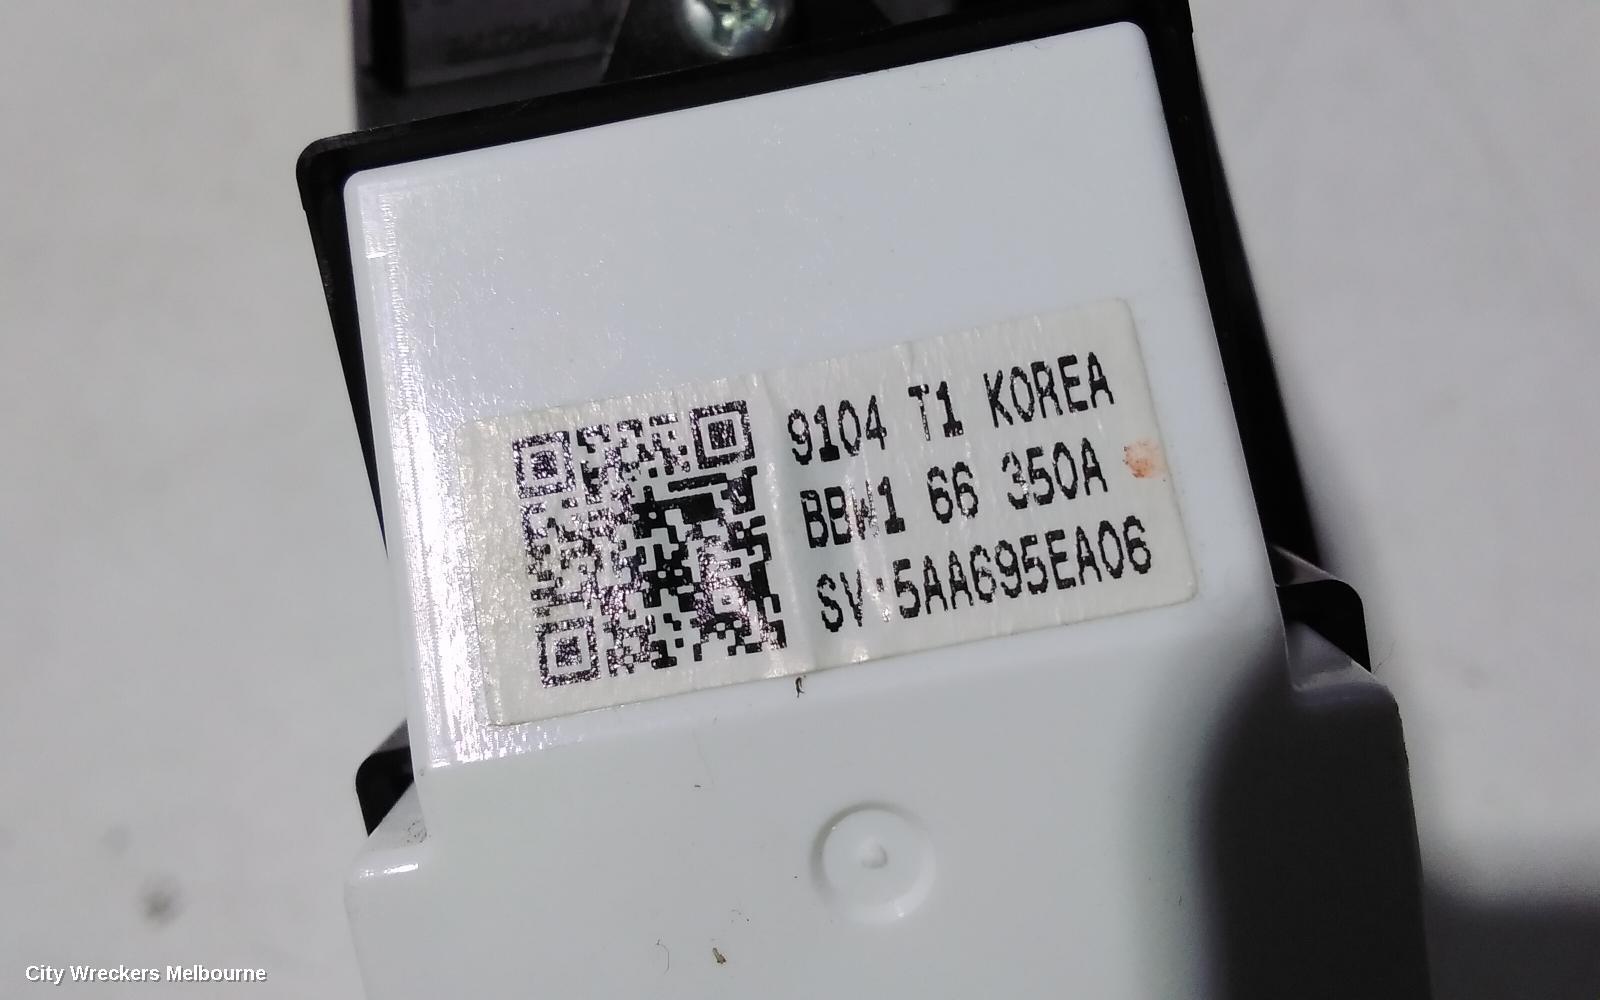 9104 T1 KOREA
BBW1 66 350A
SV:5AA695EA06
City Wreckers Melbourne